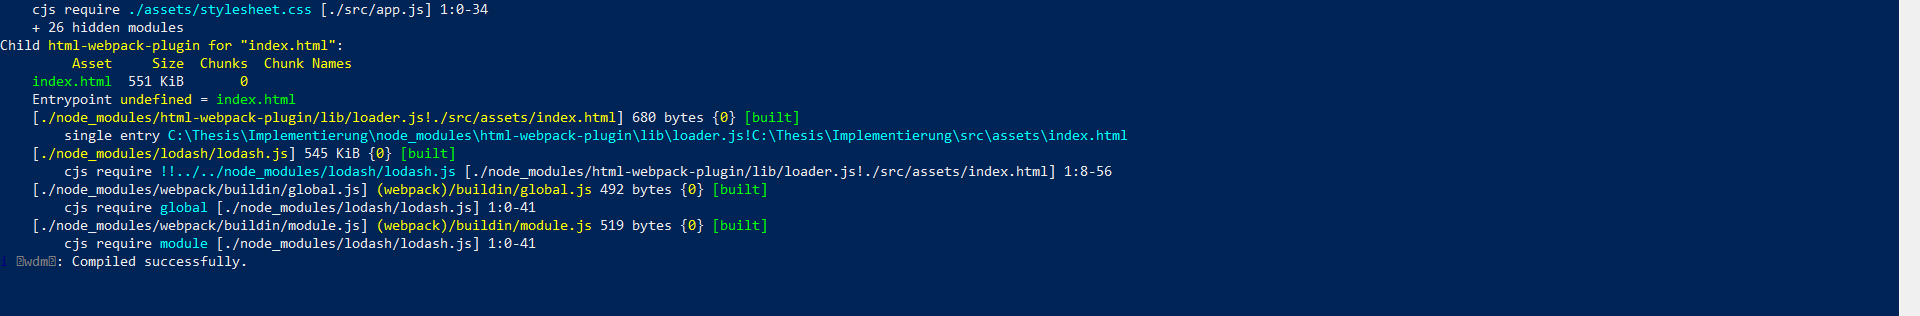 cjs require ./assets/stylesheet.css [./src/app.js] 1:0-34
+ 26 hidden modules
Child html-webpack-plugin for "index.html":
Asset Size Chunks Chunk Names
index.html 551 KiB 0
Entrypoint undefined = index.html
[./node_modules/html-webpack-plugin/lib/loader.js!./src/assets/index.html] 680 bytes {0} [built]
single entry C:\Thesis\Implementierung\node_modules\html-webpack-plugin\lib\loader.js!C:\Thesis\Implementierung\src\assets\index.html
[./node_modules/lodash/lodash.js] 545 KiB {0} [built]
cjs require !!../../node_modules/lodash/lodash.js [./node_modules/html-webpack-plugin/lib/loader.js!./src/assets/index.html] 1:8-56
[./node_modules/webpack/buildin/global.js] (webpack)/buildin/global.js 492 bytes {0} [built]
cjs require global [./node_modules/lodash/lodash.js] 1:0-41
[./node_modules/webpack/buildin/module.js] (webpack)/buildin/module.js 519 bytes {0} [built]
cjs require module [./node_modules/lodash/lodash.js] 1:0-41
i wdm: Compiled successfully.